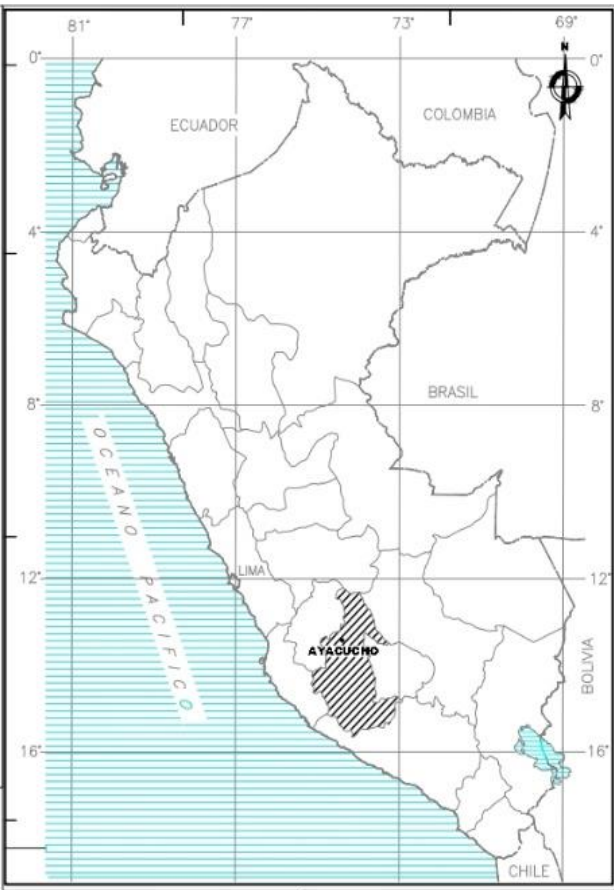 81° 77° 73° 69°
N
0° 0°
COLOMBIA
ECUADOR
4° 4°
BRASIL
8° 8°
OCEANO PACIFICO
LIMA
12° 12°
AYACUCHO
BOLIVIA
16° 16°
CHILE